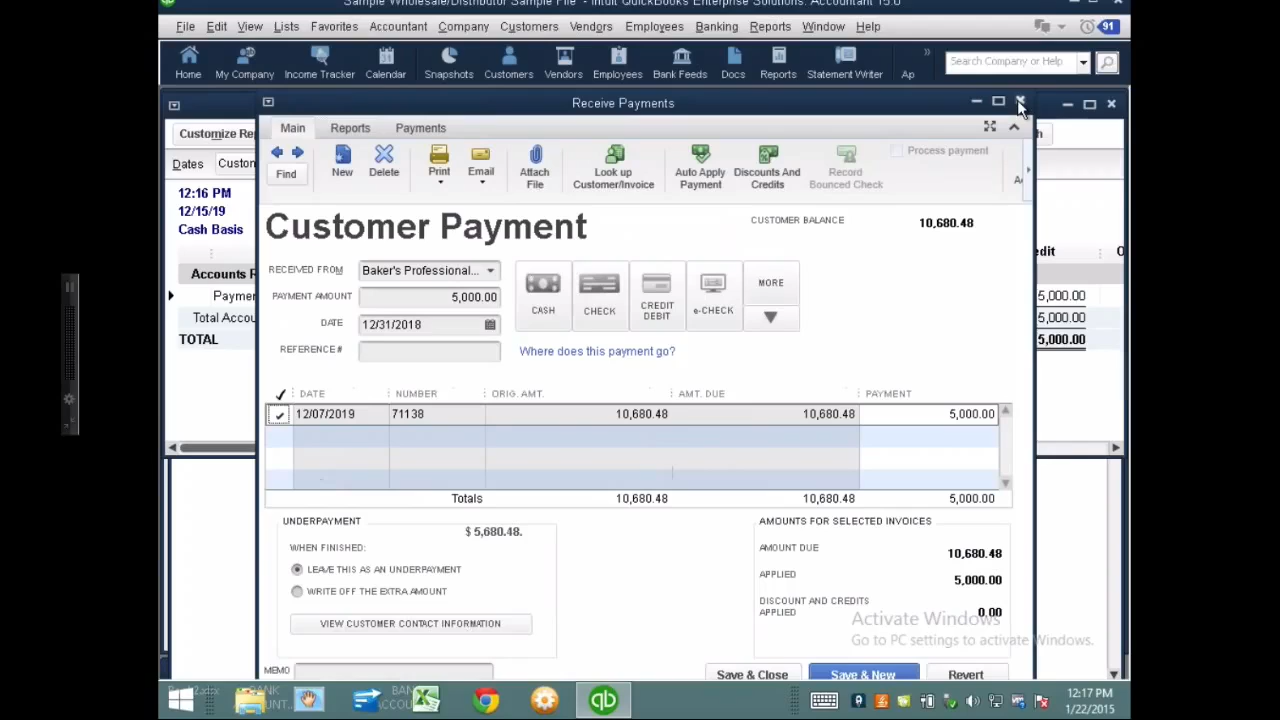 Sample Wholesale/Distributor Sample File - Intuit QuickBooks Enterprise Solutions: Accountant 15.0
File Edit View Lists Favorites Accountant Company Customers Vendors Employees Banking Reports Window Help 91
Home My Company Income Tracker Calendar Snapshots Customers Vendors Employees Bank Feeds Docs Reports Statement Writer Ap Search Company or Help
Receive Payments
Main Reports Payments
Customize Re
Dates Custon
Find New Delete Print Email Attach File Look up Customer/Invoice Auto Apply Payment Discounts And Credits Record Bounced Check Process payment
12:16 PM
12/15/19
Cash Basis
Customer Payment
CUSTOMER BALANCE 10,680.48
RECEIVED FROM Baker's Professional...
PAYMENT AMOUNT 5,000.00
DATE 12/31/2018
REFERENCE #
CASH CHECK CREDIT DEBIT e-CHECK MORE
Where does this payment go?
Accounts R
Paymen 5,000.00
Total Accou 5,000.00
TOTAL 5,000.00
DATE NUMBER ORIG. AMT. AMT. DUE PAYMENT
12/07/2019 71138 10,680.48 10,680.48 5,000.00
Totals 10,680.48 10,680.48 5,000.00
UNDERPAYMENT
$ 5,680.48.
WHEN FINISHED:
LEAVE THIS AS AN UNDERPAYMENT
WRITE OFF THE EXTRA AMOUNT
VIEW CUSTOMER CONTACT INFORMATION
AMOUNTS FOR SELECTED INVOICES
AMOUNT DUE 10,680.48
APPLIED 5,000.00
DISCOUNT AND CREDITS APPLIED 0.00
Activate Windows
Go to PC settings to activate Windows.
MEMO
Save & Close Save & New Revert
12:17 PM
1/22/2015